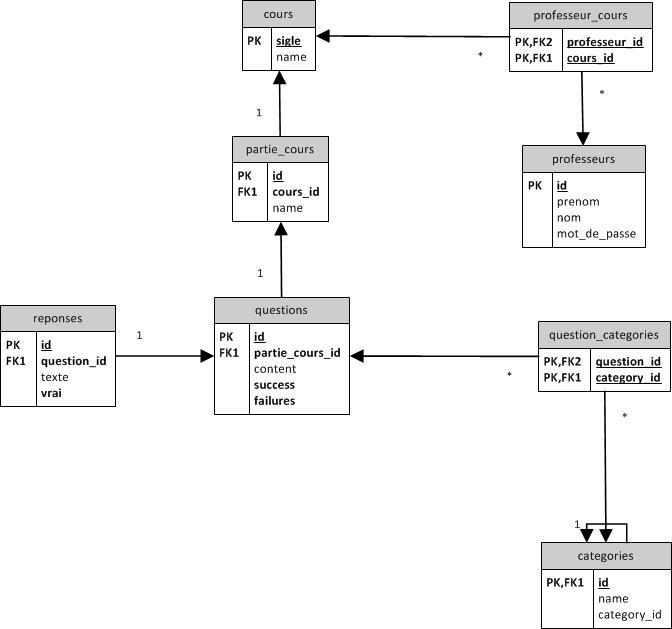 cours
PK sigle
name
professeur_cours
PK,FK2 professeur_id
PK,FK1 cours_id
*
*
1
partie_cours
PK id
FK1 cours_id
name
professeurs
PK id
prenom
nom
mot_de_passe
1
reponses
PK id
FK1 question_id
texte
vrai
1
questions
PK id
FK1 partie_cours_id
content
success
failures
question_categories
PK,FK2 question_id
PK,FK1 category_id
*
*
1
categories
PK,FK1 id
name
category_id